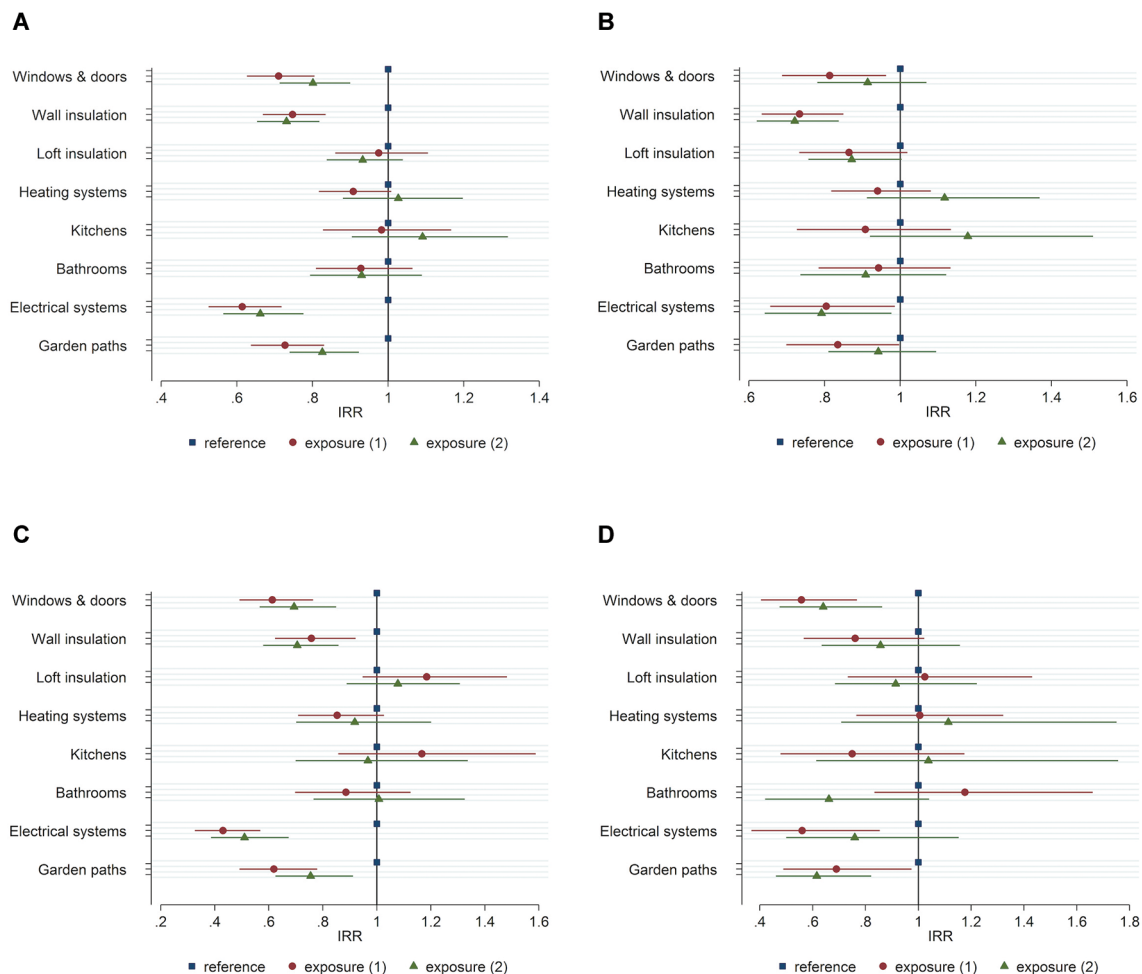 A
Windows & doors
Wall insulation
Loft insulation
Heating systems
Kitchens
Bathrooms
Electrical systems
Garden paths
.4 .6 .8 1 1.2 1.4
IRR
reference exposure (1) exposure (2)
B
Windows & doors
Wall insulation
Loft insulation
Heating systems
Kitchens
Bathrooms
Electrical systems
Garden paths
.6 .8 1 1.2 1.4 1.6
IRR
reference exposure (1) exposure (2)
C
Windows & doors
Wall insulation
Loft insulation
Heating systems
Kitchens
Bathrooms
Electrical systems
Garden paths
.2 .4 .6 .8 1 1.2 1.4 1.6
IRR
reference exposure (1) exposure (2)
D
Windows & doors
Wall insulation
Loft insulation
Heating systems
Kitchens
Bathrooms
Electrical systems
Garden paths
.4 .6 .8 1 1.2 1.4 1.6 1.8
IRR
reference exposure (1) exposure (2)